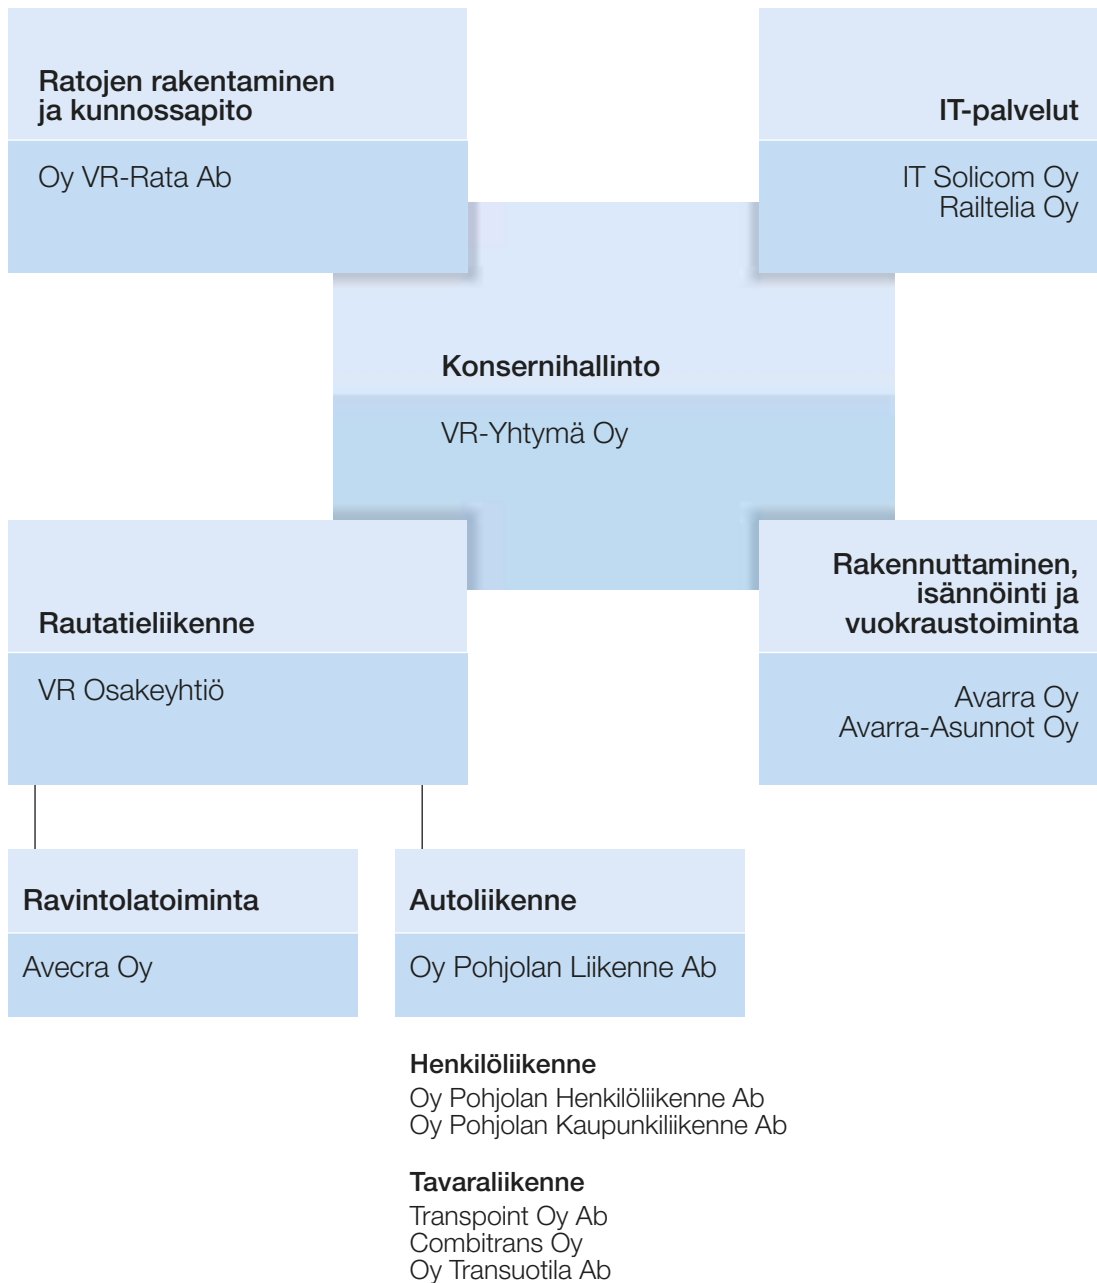 Ratojen rakentaminen
ja kunnossapito
Oy VR-Rata Ab
IT-palvelut
IT Solicom Oy
Railtelia Oy
Konsernihallinto
VR-Yhtymä Oy
Rautatieliikenne
VR Osakeyhtiö
Rakennuttaminen,
isännöinti ja
vuokraustoiminta
Avarra Oy
Avarra-Asunnot Oy
Ravintolatoiminta
Avecra Oy
Autoliikenne
Oy Pohjolan Liikenne Ab
Henkilöliikenne
Oy Pohjolan Henkilöliikenne Ab
Oy Pohjolan Kaupunkiliikenne Ab
Tavaraliikenne
Transpoint Oy Ab
Combitrans Oy
Oy Transuotila Ab